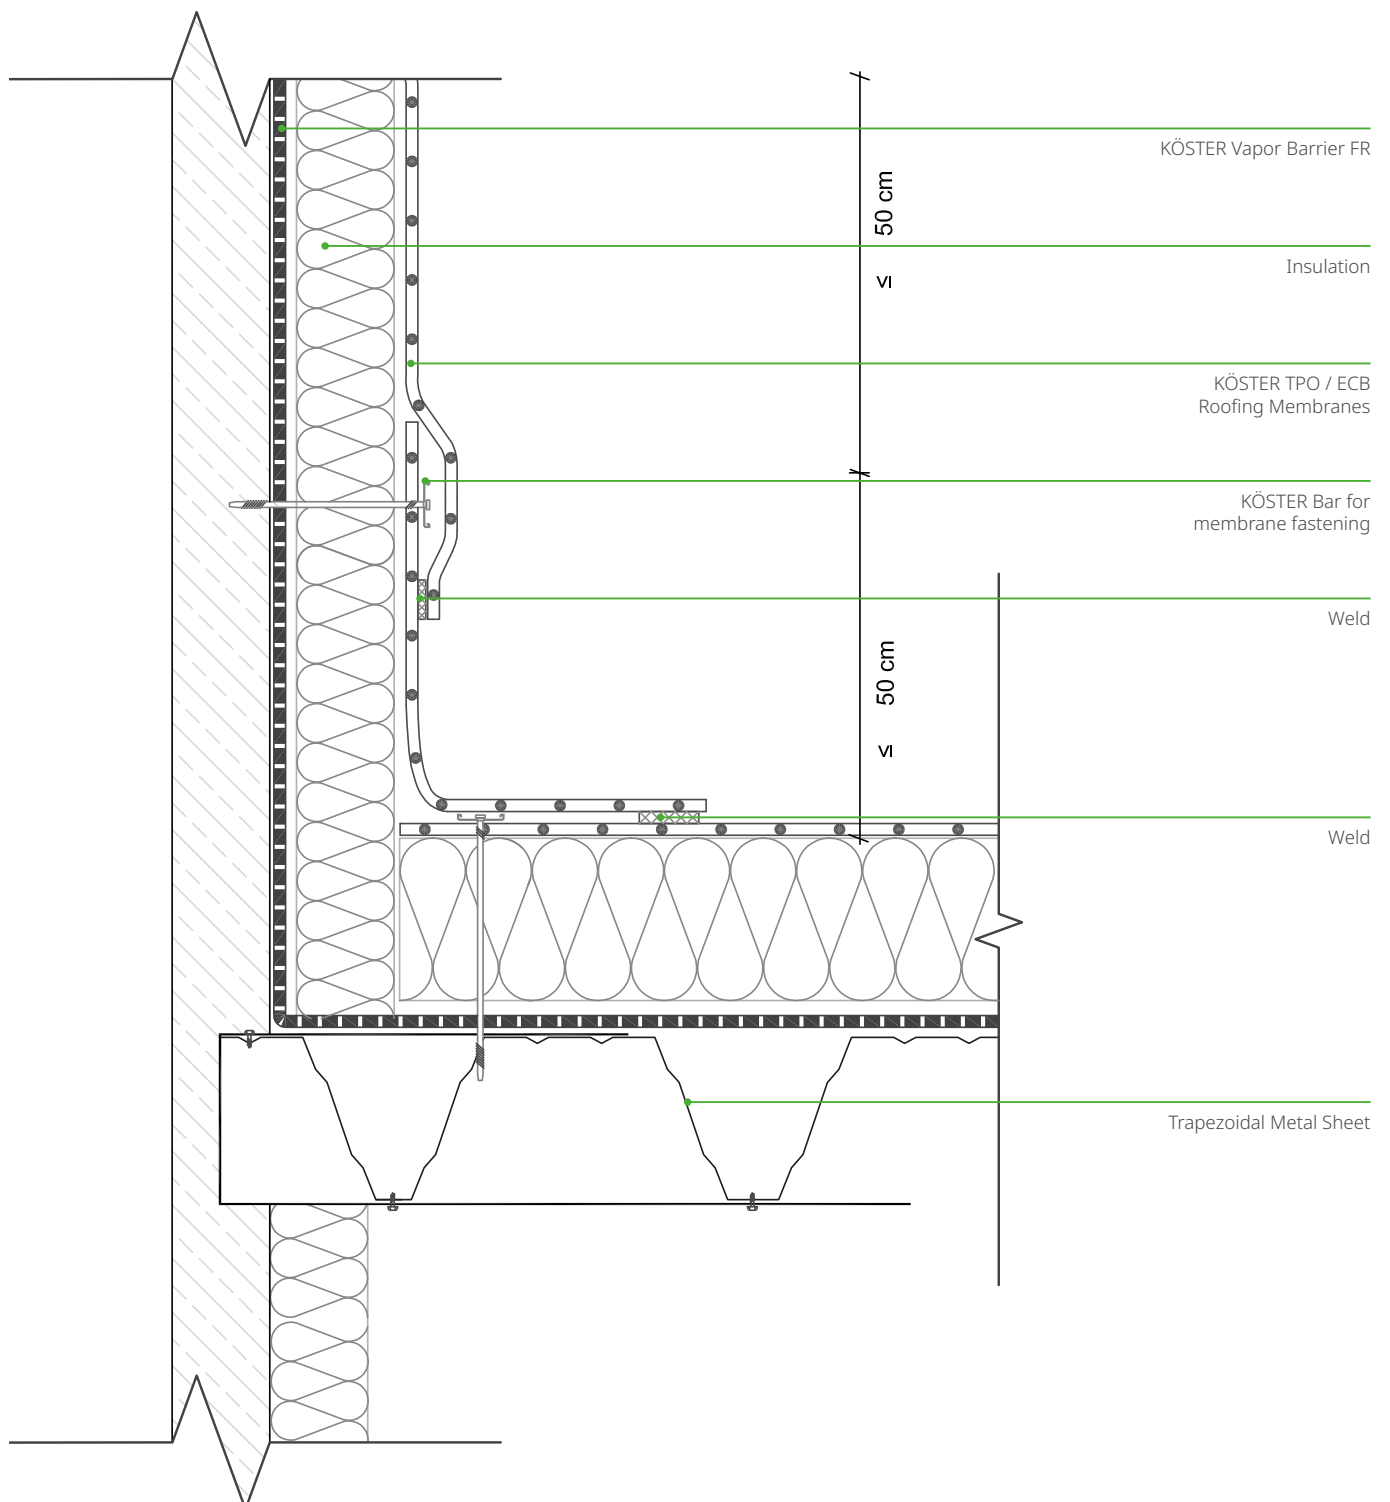 KÖSTER Vapor Barrier FR
≤ 50 cm
Insulation
KÖSTER TPO / ECB
Roofing Membranes
KÖSTER Bar for
membrane fastening
Weld
≤ 50 cm
Weld
Trapezoidal Metal Sheet